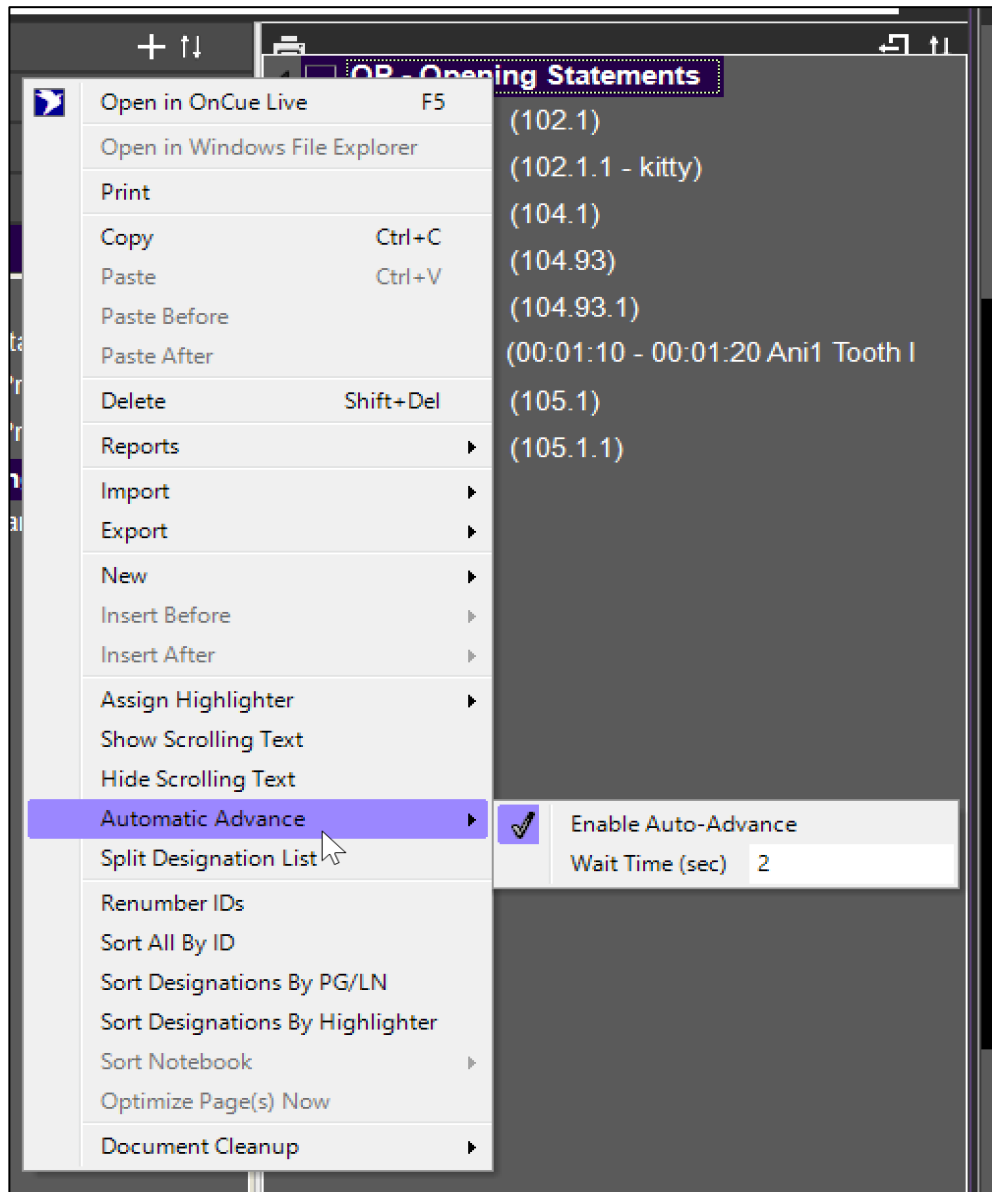 OP - Opening Statements
(102.1)
(102.1.1 - kitty)
(104.1)
(104.93)
(104.93.1)
(00:01:10 - 00:01:20 Ani1 Tooth I
(105.1)
(105.1.1)
Open in OnCue Live F5
Open in Windows File Explorer
Print
Copy Ctrl+C
Paste Ctrl+V
Paste Before
Paste After
Delete Shift+Del
Reports
Import
Export
New
Insert Before
Insert After
Assign Highlighter
Show Scrolling Text
Hide Scrolling Text
Automatic Advance
Enable Auto-Advance
Wait Time (sec) 2
Split Designation List
Renumber IDs
Sort All By ID
Sort Designations By PG/LN
Sort Designations By Highlighter
Sort Notebook
Optimize Page(s) Now
Document Cleanup